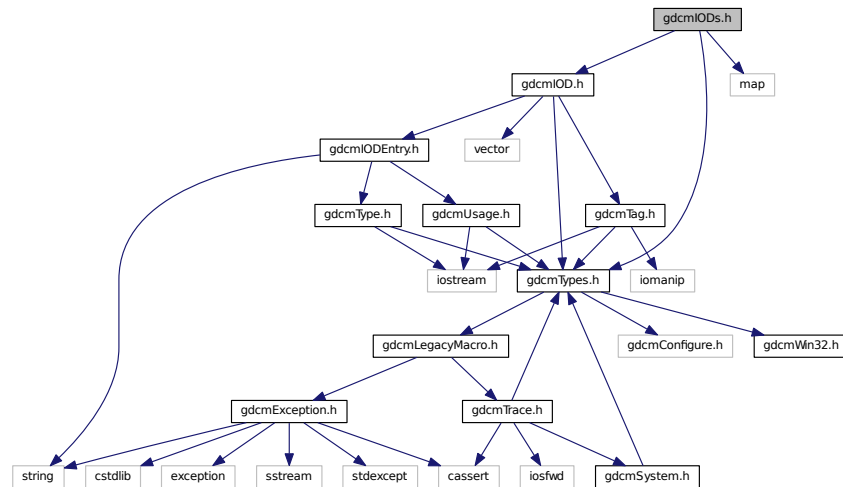 gdcmIODs.h
gdcmIOD.h
map
gdcmIODEntry.h
vector
gdcmType.h
gdcmUsage.h
gdcmTag.h
iostream
gdcmTypes.h
iomanip
gdcmLegacyMacro.h
gdcmConfigure.h
gdcmWin32.h
gdcmException.h
gdcmTrace.h
string
cstdlib
exception
sstream
stdexcept
cassert
iosfwd
gdcmSystem.h